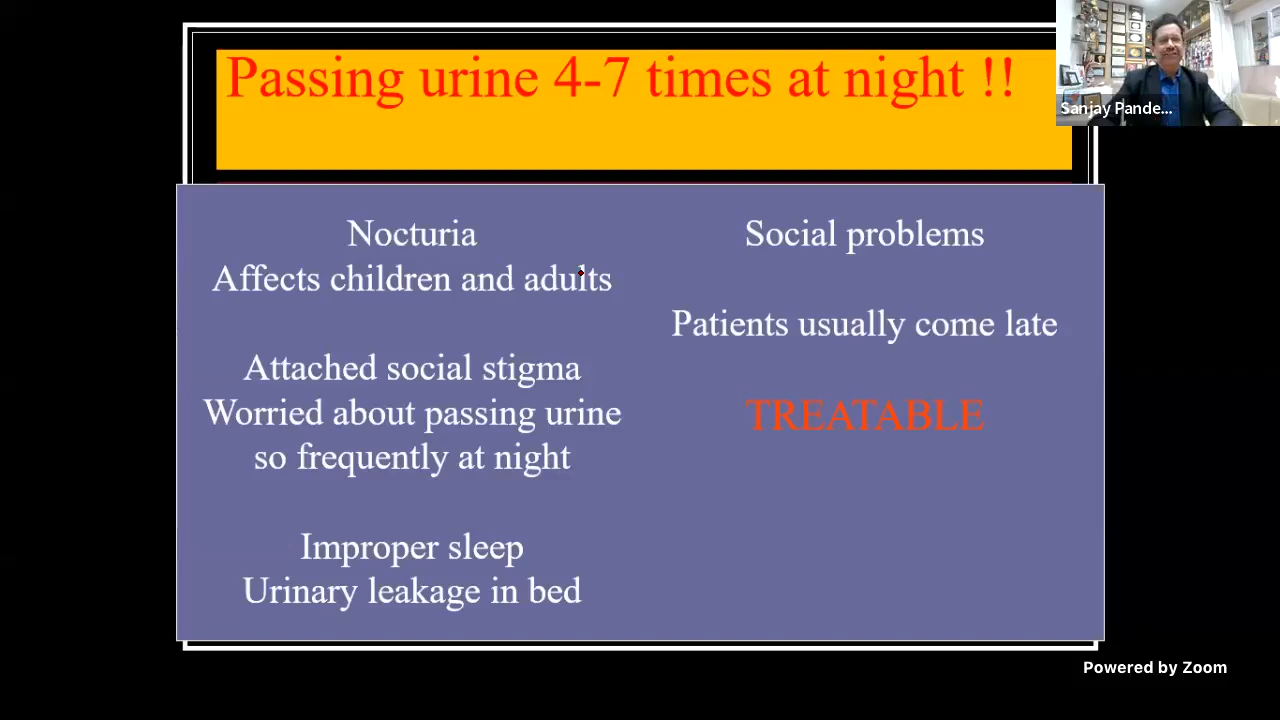 Passing urine 4-7 times at night !!
Sanjay Pande...
Nocturia
Affects children and adults
Attached social stigma
Worried about passing urine
so frequently at night
Improper sleep
Urinary leakage in bed
Social problems
Patients usually come late
TREATABLE
Powered by Zoom